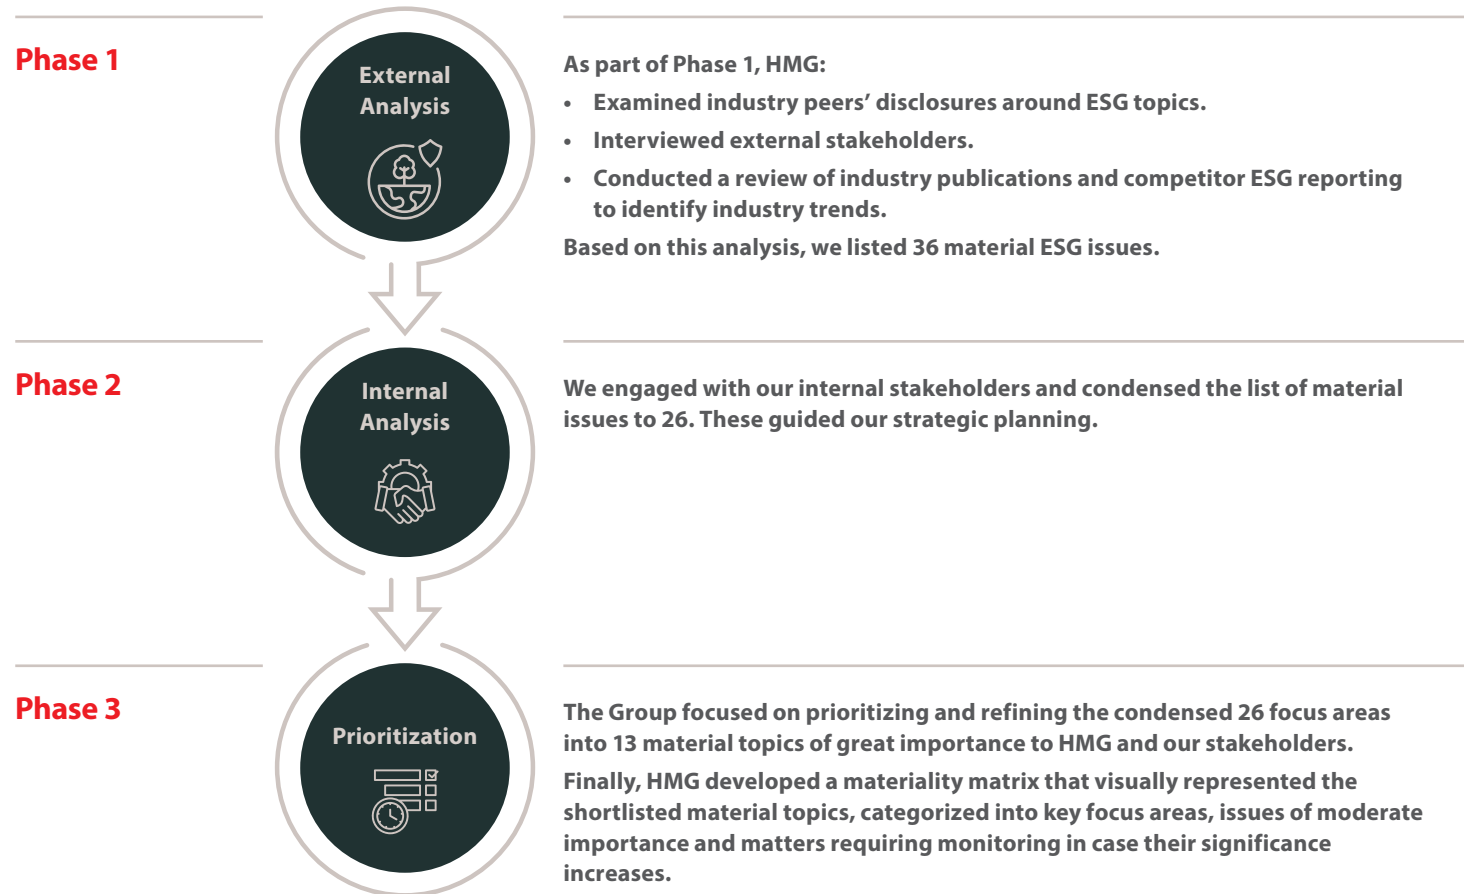 Phase 1
External
Analysis
As part of Phase 1, HMG:
• Examined industry peers’ disclosures around ESG topics.
• Interviewed external stakeholders.
• Conducted a review of industry publications and competitor ESG reporting
to identify industry trends.
Based on this analysis, we listed 36 material ESG issues.
Phase 2
Internal
Analysis
We engaged with our internal stakeholders and condensed the list of material
issues to 26. These guided our strategic planning.
Phase 3
Prioritization
The Group focused on prioritizing and refining the condensed 26 focus areas
into 13 material topics of great importance to HMG and our stakeholders.
Finally, HMG developed a materiality matrix that visually represented the
shortlisted material topics, categorized into key focus areas, issues of moderate
importance and matters requiring monitoring in case their significance
increases.